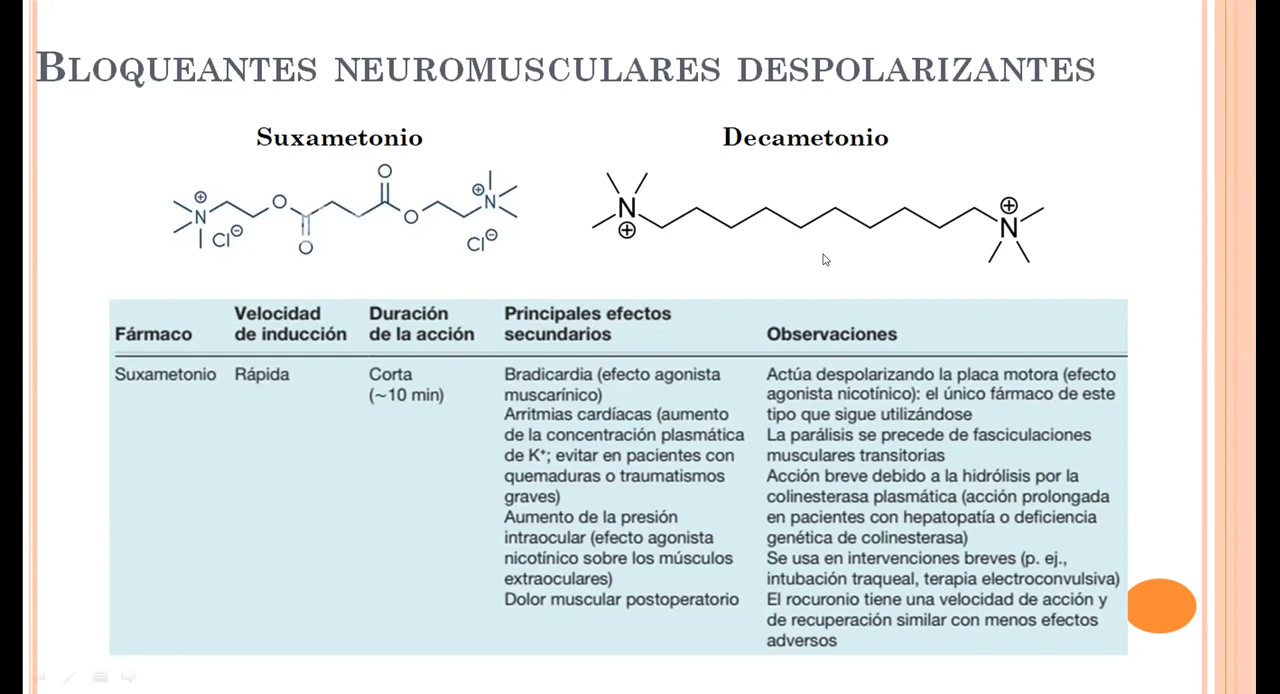 BLOQUEANTES NEUROMUSCULARES DESPOLARIZANTES
Suxametonio
Decametonio
O
N
⊕
Cl⊖
O
O
O
N
⊕
Cl⊖
N
⊕
N
⊕
Fármaco
Velocidad
de inducción
Duración
de la acción
Principales efectos
secundarios
Observaciones
Suxametonio
Rápida
Corta
(~10 min)
Bradicardia (efecto agonista
muscarínico)
Arritmias cardíacas (aumento
de la concentración plasmática
de K⁺; evitar en pacientes con
quemaduras o traumatismos
graves)
Aumento de la presión
intraocular (efecto agonista
nicotínico sobre los músculos
extraoculares)
Dolor muscular postoperatorio
Actúa despolarizando la placa motora (efecto
agonista nicotínico): el único fármaco de este
tipo que sigue utilizándose
La parálisis se precede de fasciculaciones
musculares transitorias
Acción breve debido a la hidrólisis por la
colinesterasa plasmática (acción prolongada
en pacientes con hepatopatía o deficiencia
genética de colinesterasa)
Se usa en intervenciones breves (p. ej.,
intubación traqueal, terapia electroconvulsiva)
El rocuronio tiene una velocidad de acción y
de recuperación similar con menos efectos
adversos